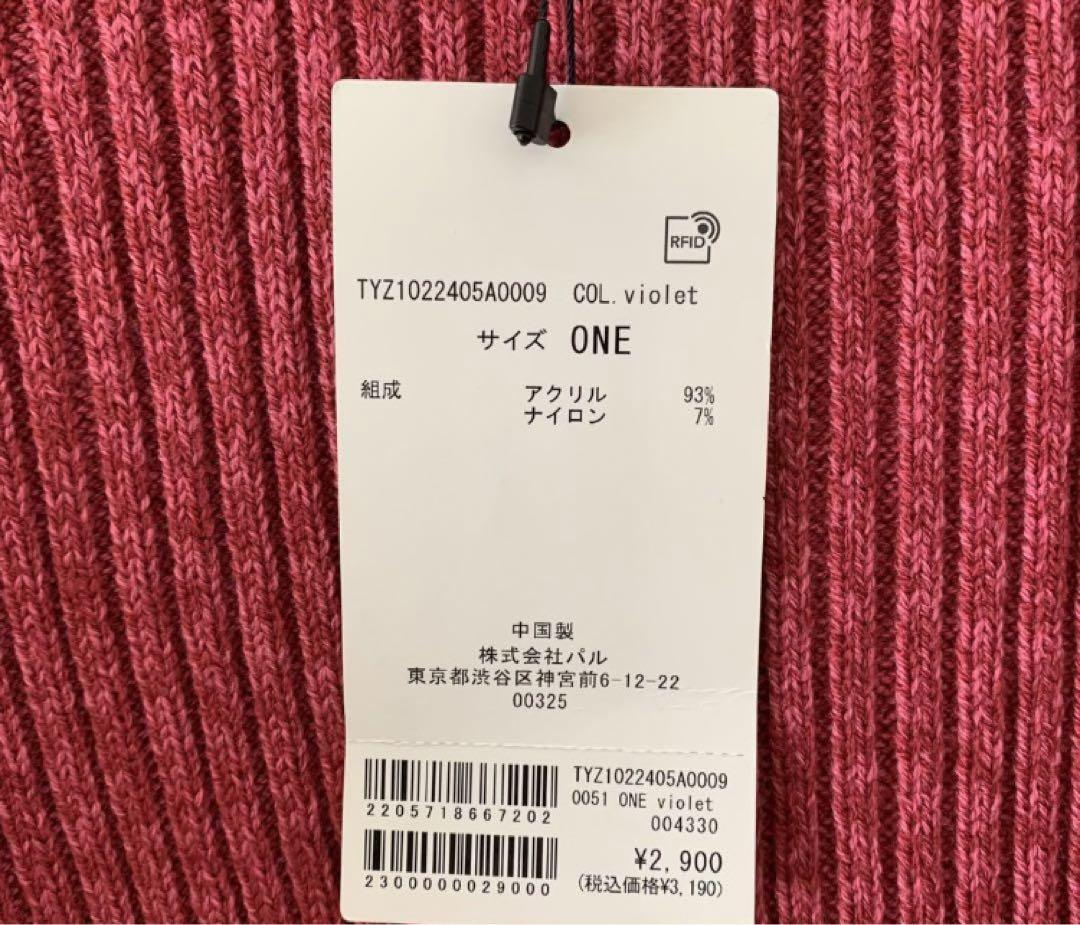 RFID
TYZ1022405A0009 COL.violet
サイズ ONE
組成 アクリル 93%
ナイロン 7%
中国製
株式会社パル
東京都渋谷区神宮前6-12-22
00325
TYZ1022405A0009
0051 ONE violet
2205718667202
004330
¥2,900
2300000029000
(税込価格¥3,190)